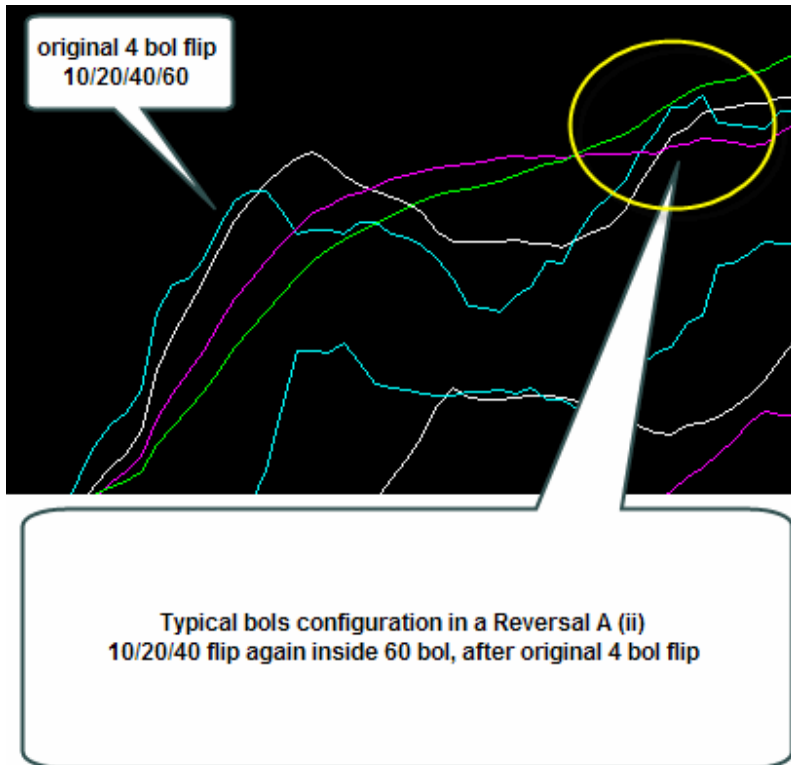 original 4 bol flip
10/20/40/60
Typical bols configuration in a Reversal A (ii)
10/20/40 flip again inside 60 bol, after original 4 bol flip